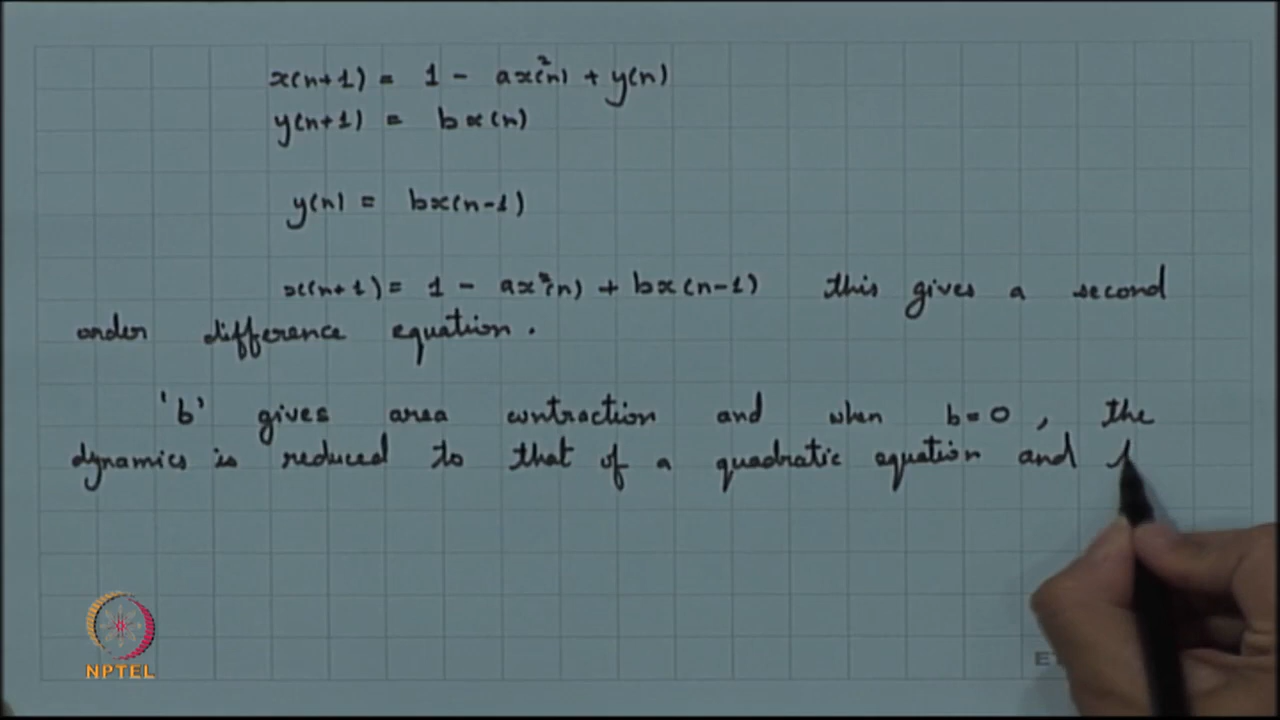 x(n+1) = 1 - ax²(n) + y(n)
y(n+1) = bx(n)
y(n) = bx(n-1)
x(n+1) = 1 - ax²(n) + bx(n-1) this gives a second
order difference equation.
'b' gives area contraction and when b=0, the
dynamics is reduced to that of a quadratic equation and
NPTEL